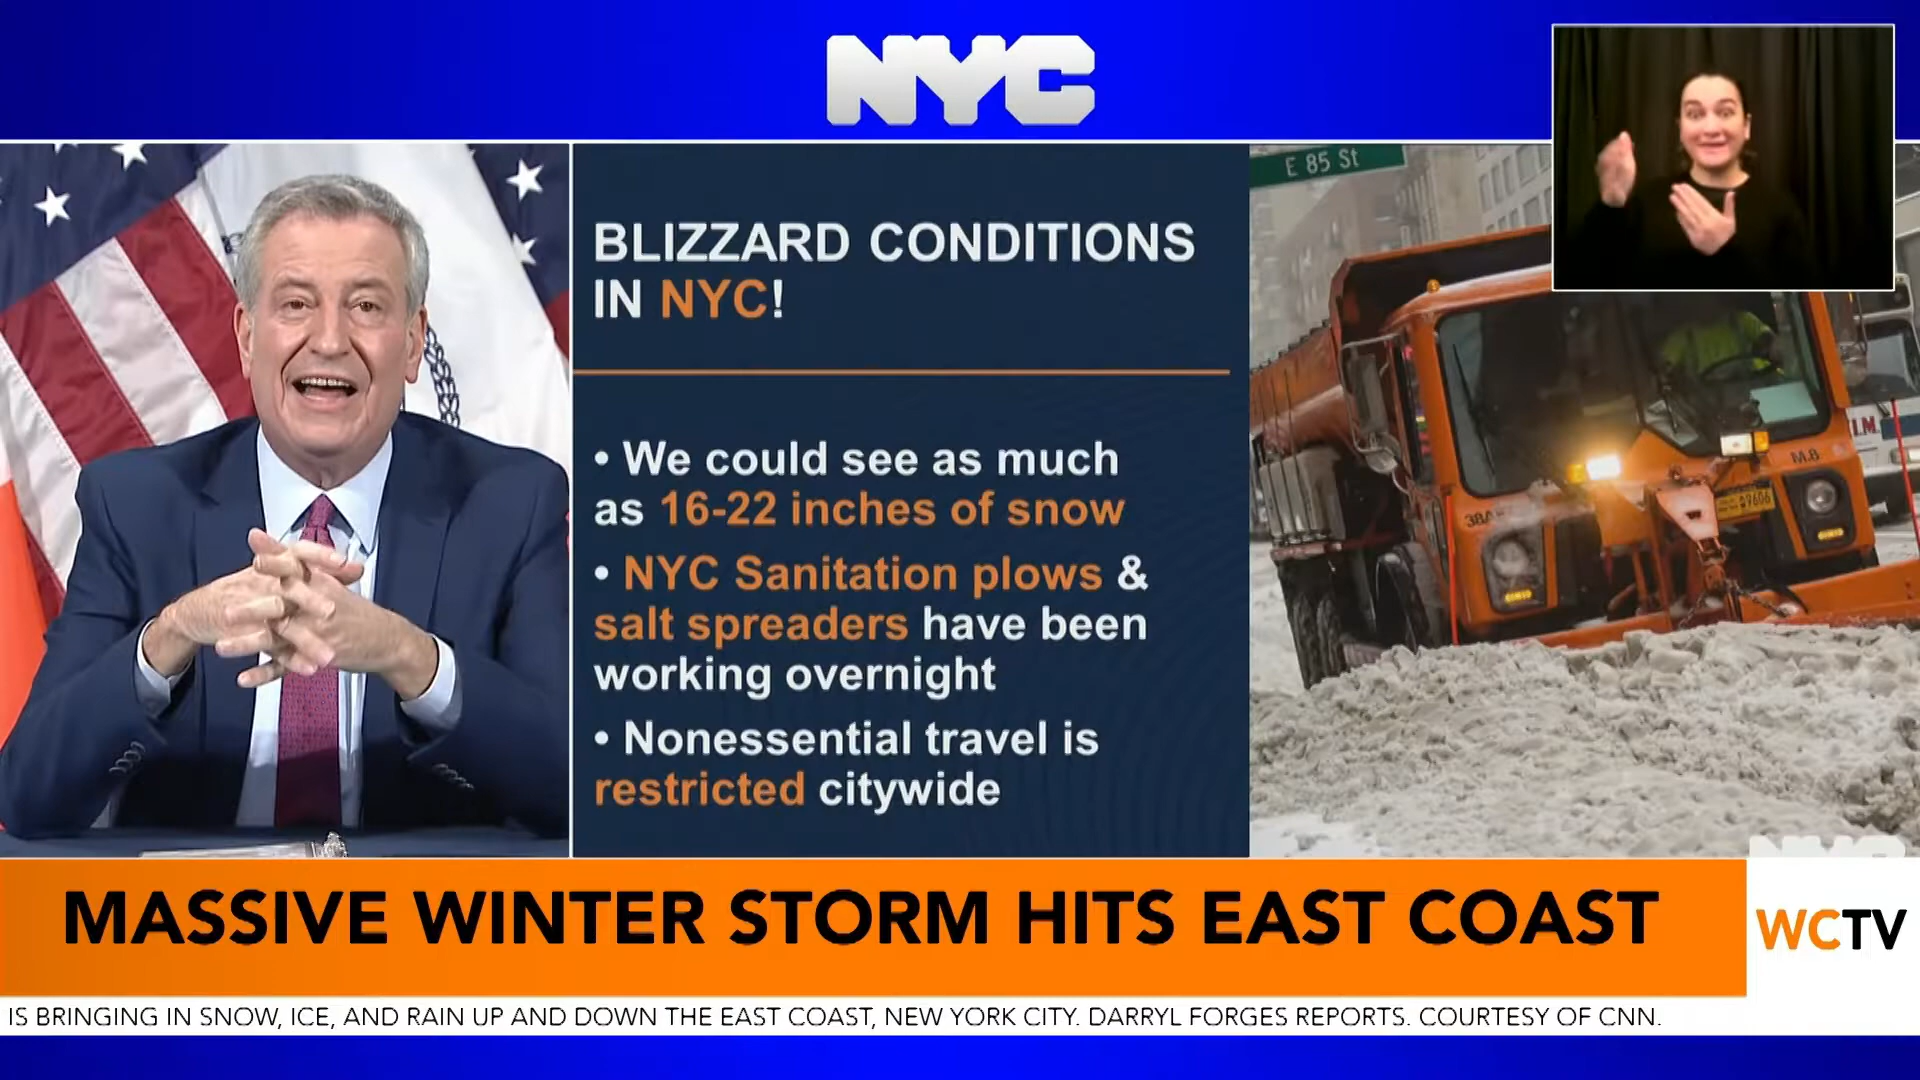 NYC
E 85 St
BLIZZARD CONDITIONS
IN NYC!
• We could see as much
as 16-22 inches of snow
• NYC Sanitation plows &
salt spreaders have been
working overnight
• Nonessential travel is
restricted citywide
38A
M.8
MASSIVE WINTER STORM HITS EAST COAST
WCTV
IS BRINGING IN SNOW, ICE, AND RAIN UP AND DOWN THE EAST COAST, NEW YORK CITY. DARRYL FORGES REPORTS. COURTESY OF CNN.